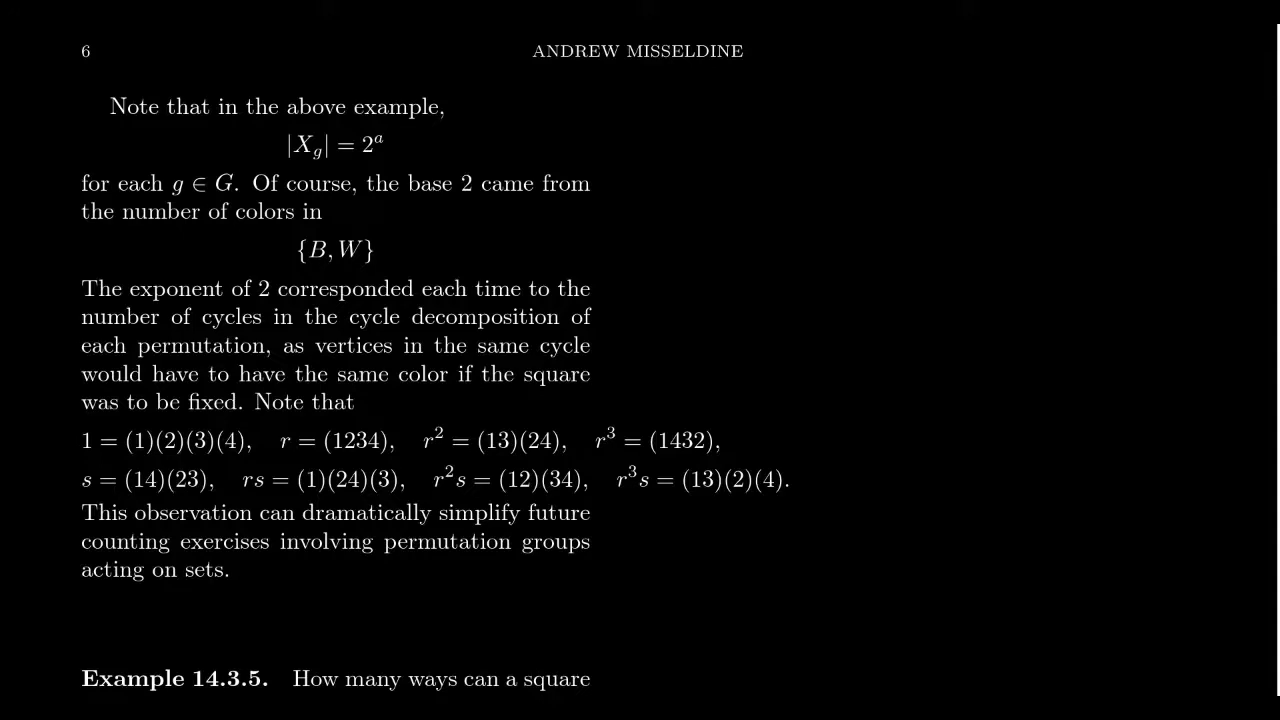 6 ANDREW MISSELDINE
Note that in the above example,
|X_g| = 2^a
for each g ∈ G. Of course, the base 2 came from
the number of colors in
{B, W}
The exponent of 2 corresponded each time to the
number of cycles in the cycle decomposition of
each permutation, as vertices in the same cycle
would have to have the same color if the square
was to be fixed. Note that
1 = (1)(2)(3)(4), r = (1234), r² = (13)(24), r³ = (1432),
s = (14)(23), rs = (1)(24)(3), r²s = (12)(34), r³s = (13)(2)(4).
This observation can dramatically simplify future
counting exercises involving permutation groups
acting on sets.
Example 14.3.5. How many ways can a square